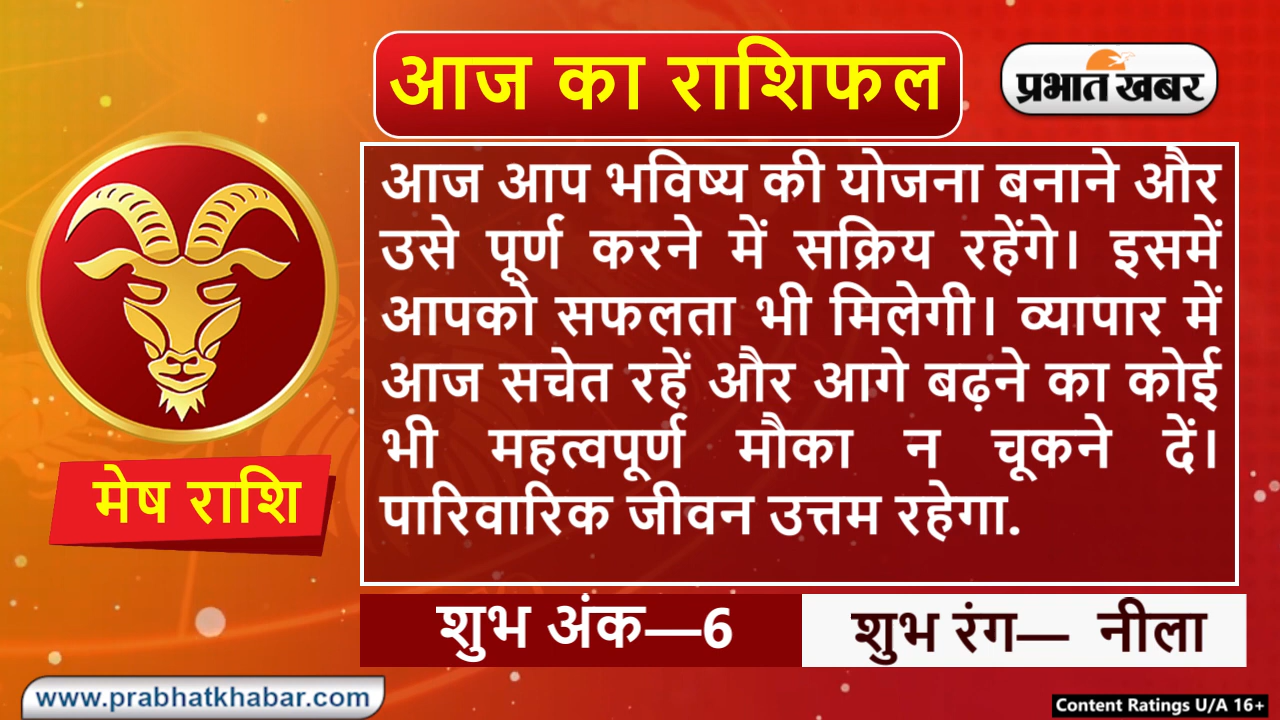 आज का राशिफल
प्रभात खबर
आज आप भविष्य की योजना बनाने और
उसे पूर्ण करने में सक्रिय रहेंगे। इसमें
आपको सफलता भी मिलेगी। व्यापार में
आज सचेत रहें और आगे बढ़ने का कोई
भी महत्वपूर्ण मौका न चूकने दें।
पारिवारिक जीवन उत्तम रहेगा.
मेष राशि
शुभ अंक—6
शुभ रंग— नीला
www.prabhatkhabar.com
Content Ratings U/A 16+